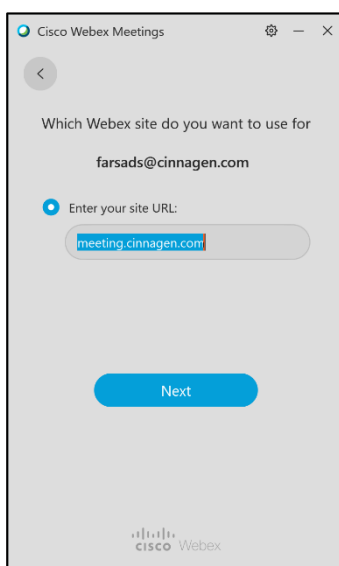 Cisco Webex Meetings
Which Webex site do you want to use for
farsads@cinnagen.com
Enter your site URL:
meeting.cinnagen.com
Next
cisco Webex